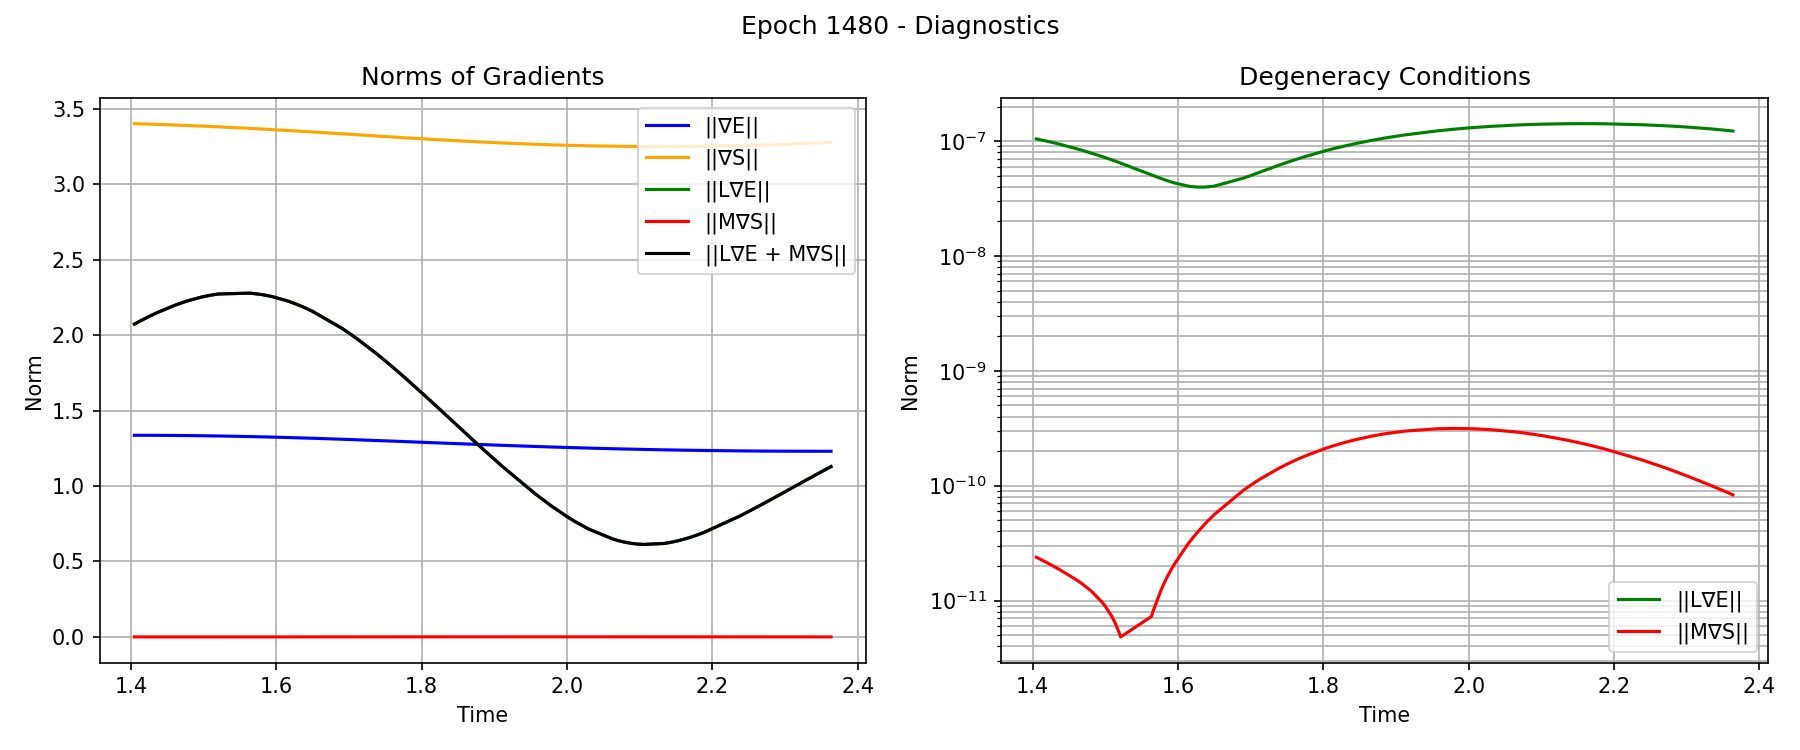 Epoch 1480 - Diagnostics
Norms of Gradients
3.5
3.0
2.5
2.0
1.5
1.0
0.5
0.0
Norm
||∇E||
||∇S||
||L∇E||
||M∇S||
||L∇E + M∇S||
1.4 1.6 1.8 2.0 2.2 2.4
Time
Degeneracy Conditions
10⁻⁷
10⁻⁸
10⁻⁹
10⁻¹⁰
10⁻¹¹
Norm
||L∇E||
||M∇S||
1.4 1.6 1.8 2.0 2.2 2.4
Time